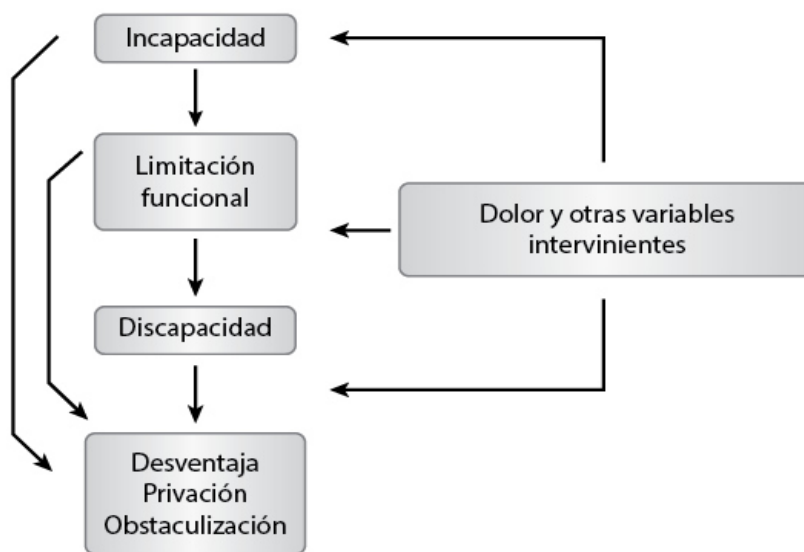 Incapacidad
Limitación
funcional
Dolor y otras variables
intervinientes
Discapacidad
Desventaja
Privación
Obstaculización